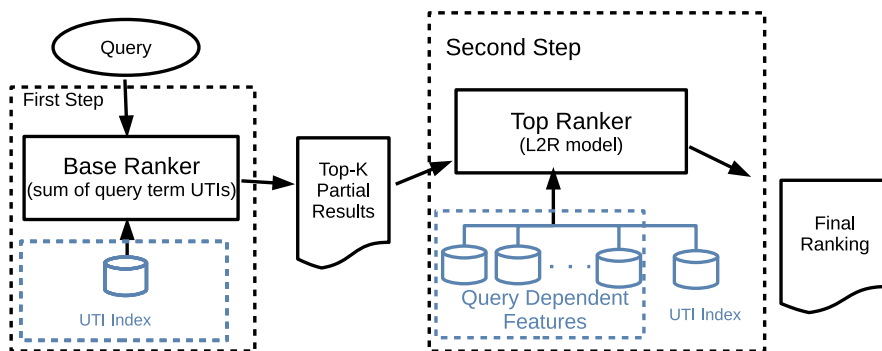 Query
First Step
Base Ranker
(sum of query term UTIs)
UTI Index
Top-K
Partial
Results
Second Step
Top Ranker
(L2R model)
. . .
Query Dependent
Features
UTI Index
Final
Ranking